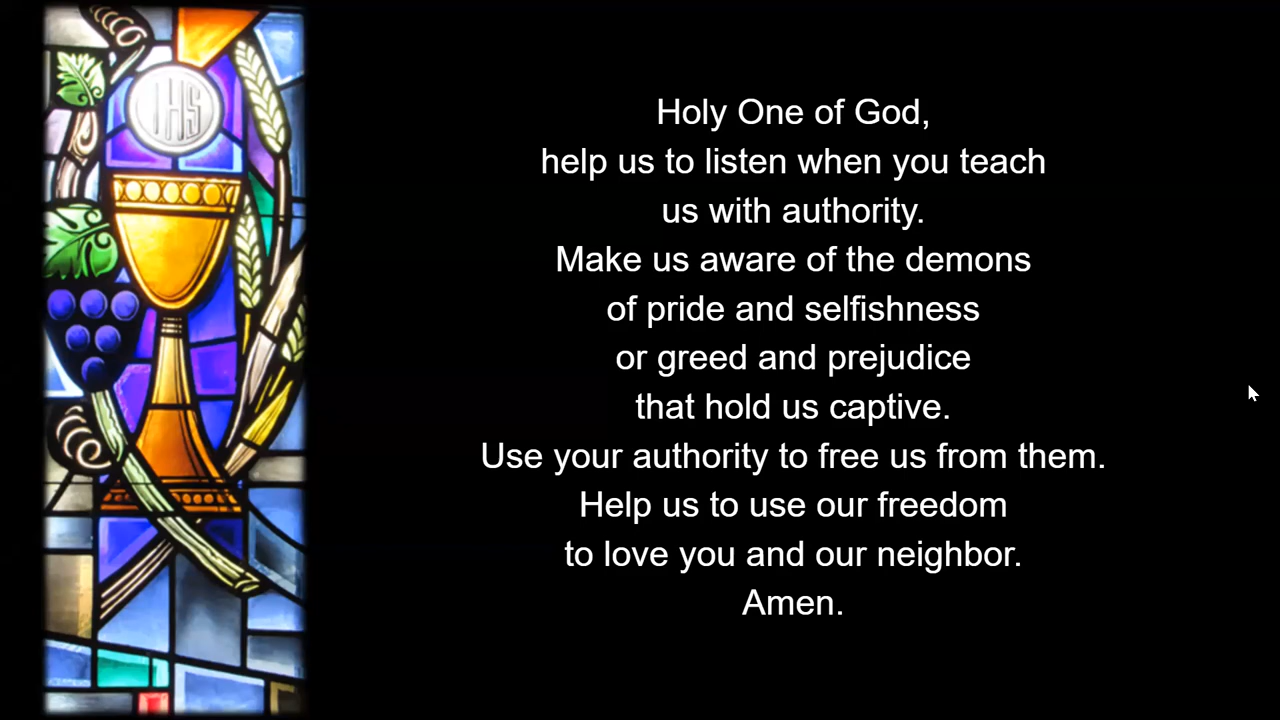 IHS
Holy One of God,
help us to listen when you teach
us with authority.
Make us aware of the demons
of pride and selfishness
or greed and prejudice
that hold us captive.
Use your authority to free us from them.
Help us to use our freedom
to love you and our neighbor.
Amen.